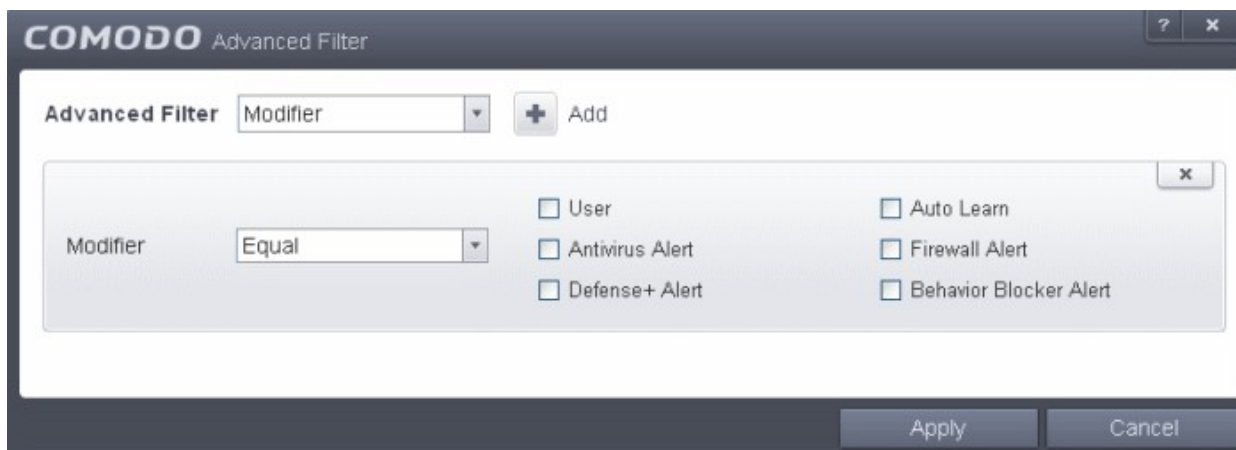 COMODO Advanced Filter ? x
Advanced Filter Modifier + Add
x
User Auto Learn
Modifier Equal Antivirus Alert Firewall Alert
Defense+ Alert Behavior Blocker Alert
Apply Cancel